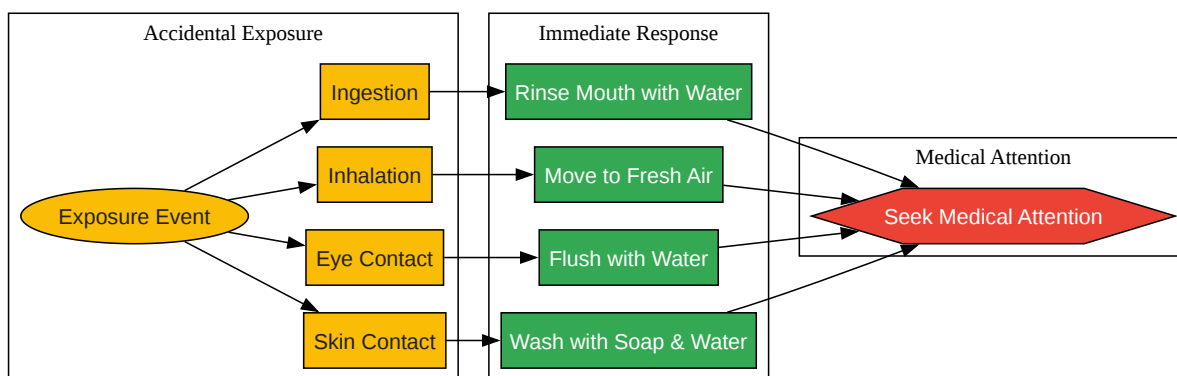 Accidental Exposure
Immediate Response
Medical Attention
Exposure Event
Ingestion
Inhalation
Eye Contact
Skin Contact
Rinse Mouth with Water
Move to Fresh Air
Flush with Water
Wash with Soap & Water
Seek Medical Attention